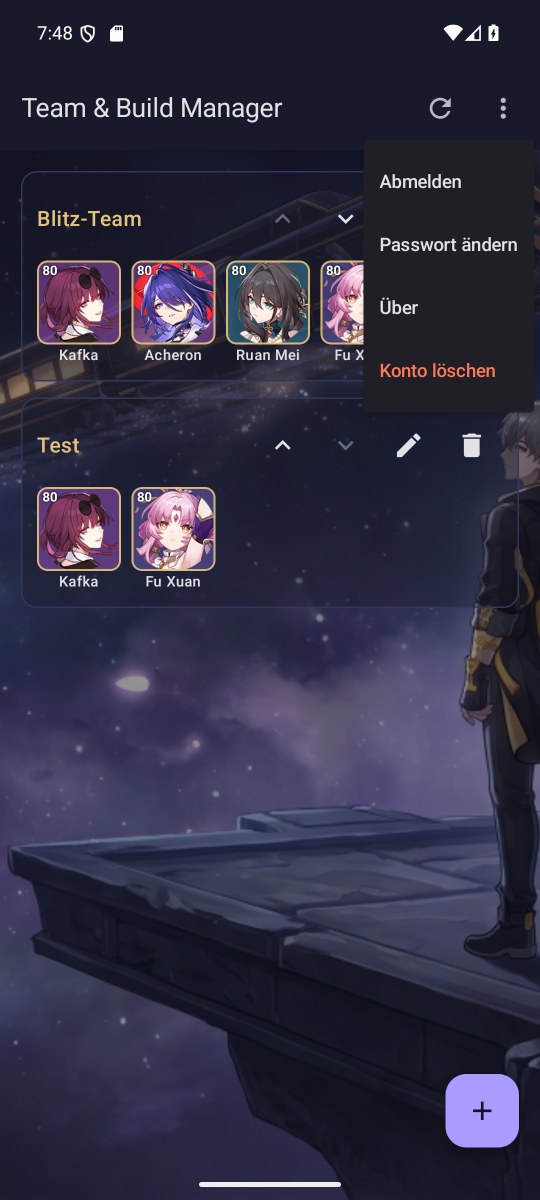 7:48
Team & Build Manager
Abmelden
Passwort ändern
Über
Konto löschen
Blitz-Team
80 80 80 80
Kafka Acheron Ruan Mei Fu X
Test
80 80
Kafka Fu Xuan